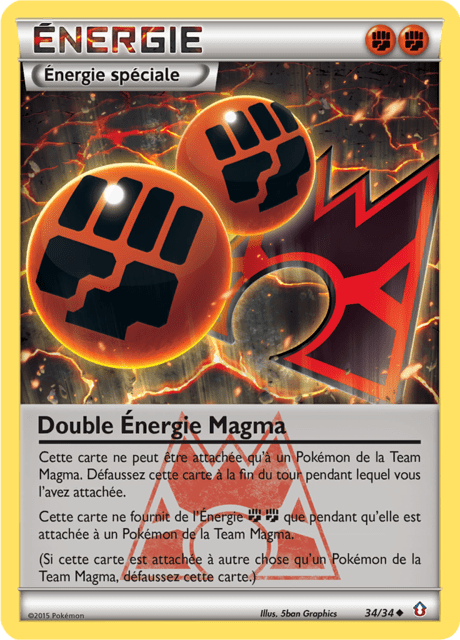 ÉNERGIE
Énergie spéciale
Double Énergie Magma
Cette carte ne peut être attachée qu'à un Pokémon de la Team
Magma. Défaussez cette carte à la fin du tour pendant lequel vous
l'avez attachée.
Cette carte ne fournit de l'Énergie que pendant qu'elle est
attachée à un Pokémon de la Team Magma.
(Si cette carte est attachée à autre chose qu'un Pokémon de la
Team Magma, défaussez cette carte.)
©2015 Pokémon Illus. 5ban Graphics 34/34